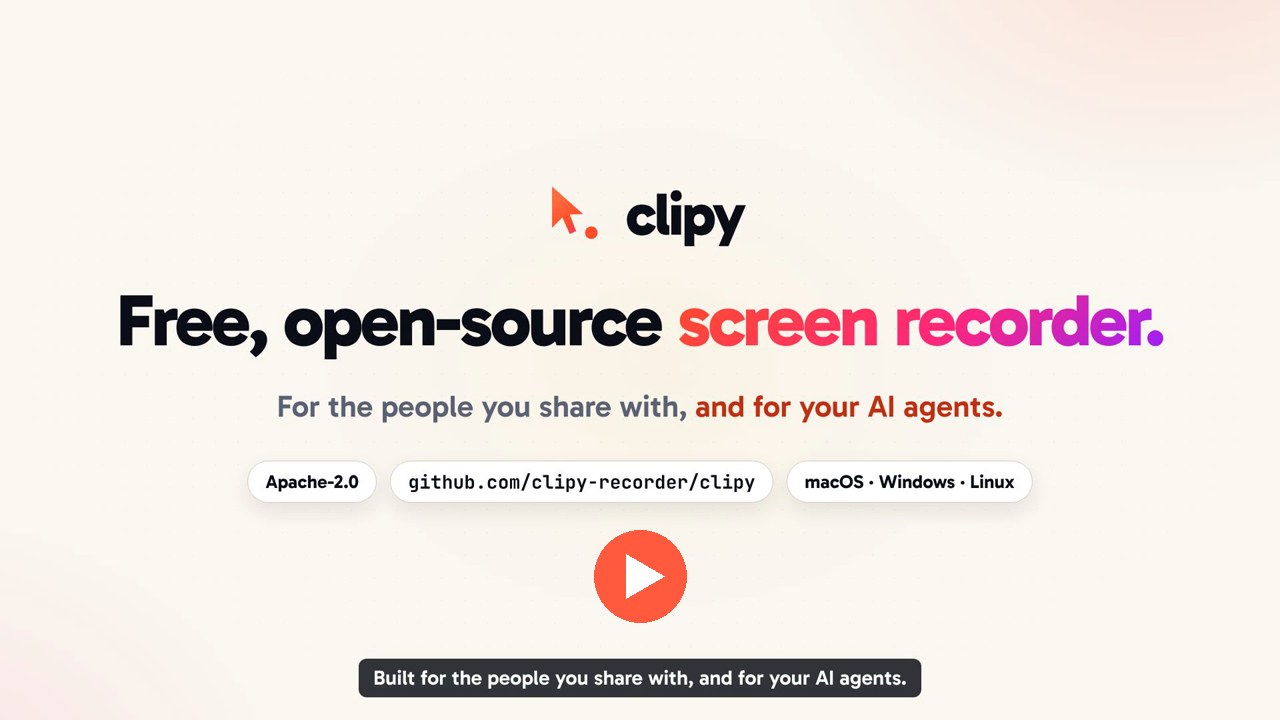 clipy
Free, open-source screen recorder.
For the people you share with, and for your AI agents.
Apache-2.0
github.com/clipy-recorder/clipy
macOS · Windows · Linux
Built for the people you share with, and for your AI agents.